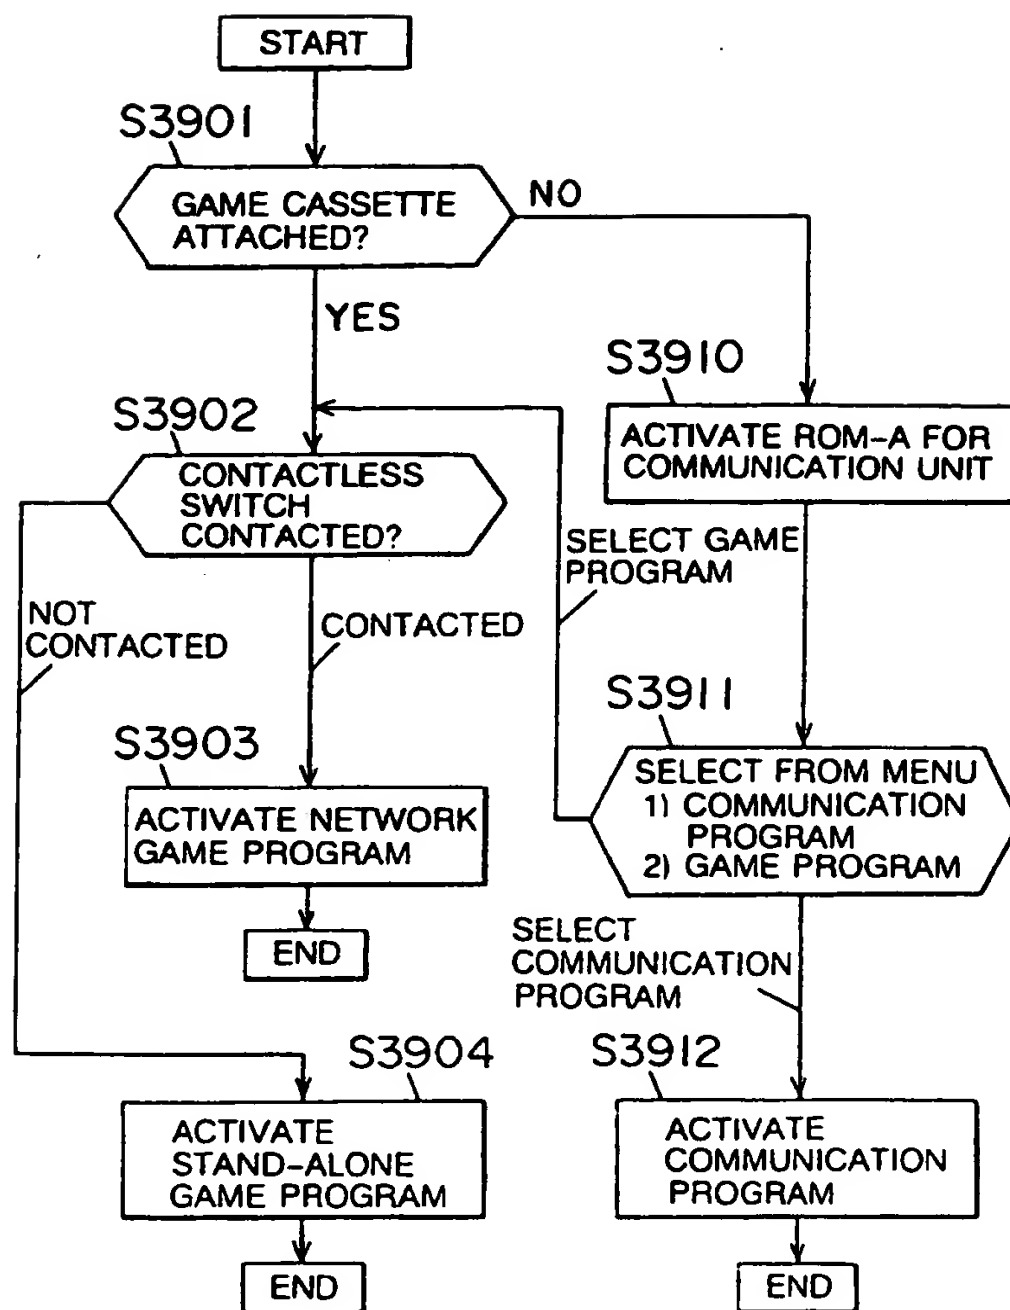 START
S3901
GAME CASSETTE
ATTACHED?
NO
YES
S3910
ACTIVATE ROM-A FOR
COMMUNICATION UNIT
S3902
CONTACTLESS
SWITCH
CONTACTED?
SELECT GAME
PROGRAM
NOT
CONTACTED
CONTACTED
S3911
SELECT FROM MENU
1) COMMUNICATION
PROGRAM
2) GAME PROGRAM
S3903
ACTIVATE NETWORK
GAME PROGRAM
END
SELECT
COMMUNICATION
PROGRAM
S3904
ACTIVATE
STAND-ALONE
GAME PROGRAM
END
S3912
ACTIVATE
COMMUNICATION
PROGRAM
END